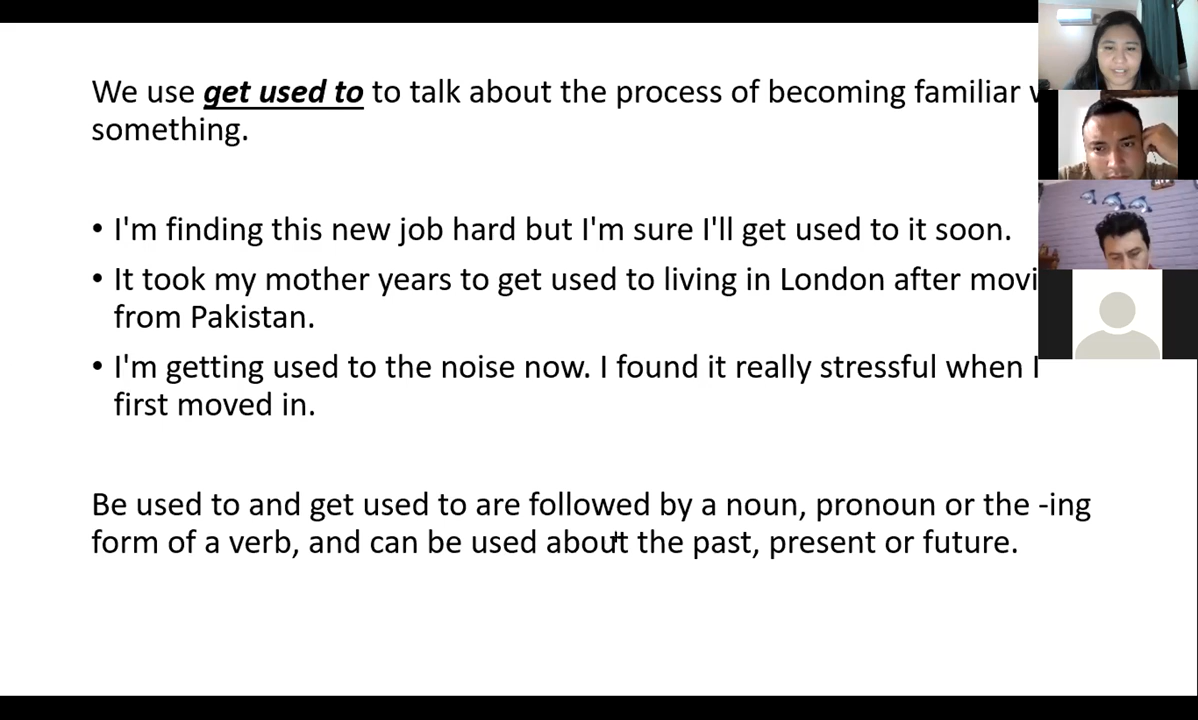 We use get used to to talk about the process of becoming familiar
something.
• I'm finding this new job hard but I'm sure I'll get used to it soon.
• It took my mother years to get used to living in London after movi
from Pakistan.
• I'm getting used to the noise now. I found it really stressful when I
first moved in.
Be used to and get used to are followed by a noun, pronoun or the -ing
form of a verb, and can be used about the past, present or future.